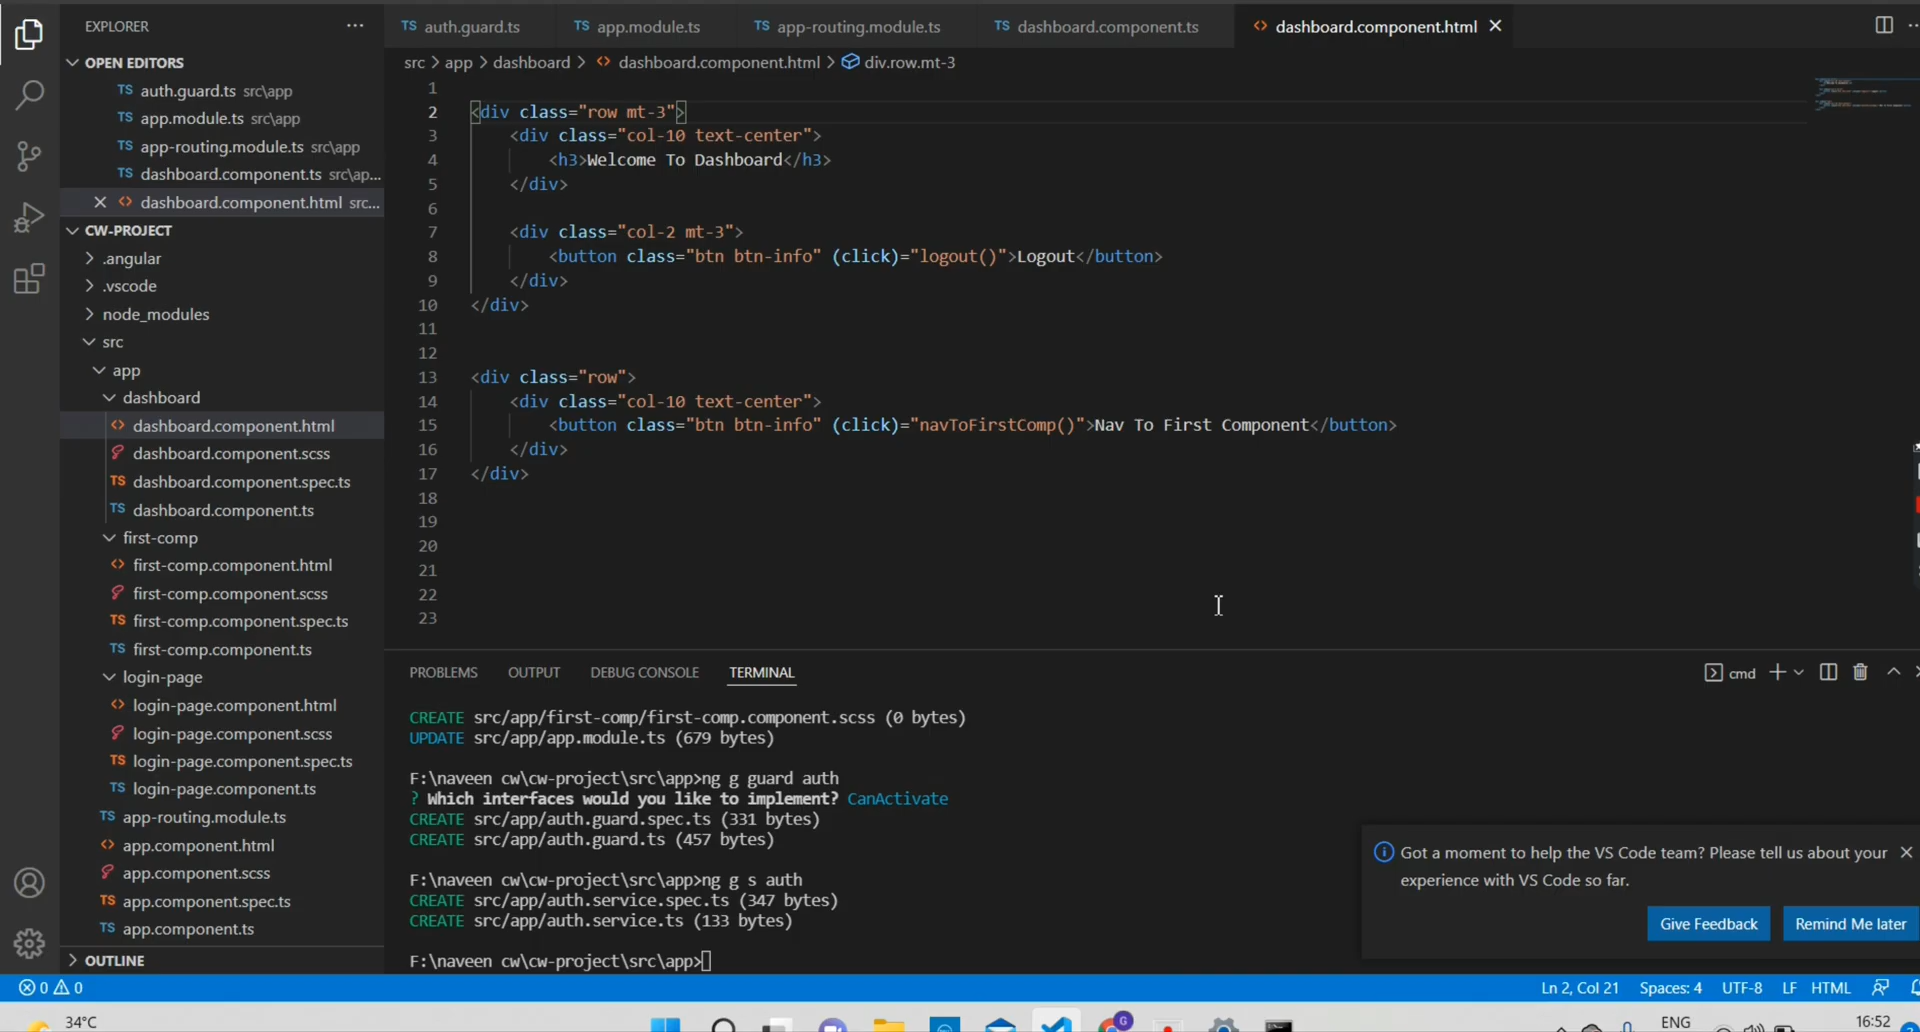 EXPLORER
TS auth.guard.ts
TS app.module.ts
TS app-routing.module.ts
TS dashboard.component.ts
<> dashboard.component.html
OPEN EDITORS
TS auth.guard.ts src\app
TS app.module.ts src\app
TS app-routing.module.ts src\app
TS dashboard.component.ts src\ap...
<> dashboard.component.html src...
CW-PROJECT
.angular
.vscode
node_modules
src
app
dashboard
<> dashboard.component.html
dashboard.component.scss
TS dashboard.component.spec.ts
TS dashboard.component.ts
first-comp
<> first-comp.component.html
first-comp.component.scss
TS first-comp.component.spec.ts
TS first-comp.component.ts
login-page
<> login-page.component.html
login-page.component.scss
TS login-page.component.spec.ts
TS login-page.component.ts
TS app-routing.module.ts
<> app.component.html
app.component.scss
TS app.component.spec.ts
TS app.component.ts
OUTLINE
src > app > dashboard > <> dashboard.component.html > div.row.mt-3
1
2 <div class="row mt-3">
3 <div class="col-10 text-center">
4 <h3>Welcome To Dashboard</h3>
5 </div>
6
7 <div class="col-2 mt-3">
8 <button class="btn btn-info" (click)="logout()">Logout</button>
9 </div>
10 </div>
11
12
13 <div class="row">
14 <div class="col-10 text-center">
15 <button class="btn btn-info" (click)="navToFirstComp()">Nav To First Component</button>
16 </div>
17 </div>
18
19
20
21
22
23
PROBLEMS OUTPUT DEBUG CONSOLE TERMINAL
cmd
CREATE src/app/first-comp/first-comp.component.scss (0 bytes)
UPDATE src/app/app.module.ts (679 bytes)
F:\naveen cw\cw-project\src\app>ng g guard auth
? Which interfaces would you like to implement? CanActivate
CREATE src/app/auth.guard.spec.ts (331 bytes)
CREATE src/app/auth.guard.ts (457 bytes)
F:\naveen cw\cw-project\src\app>ng g s auth
CREATE src/app/auth.service.spec.ts (347 bytes)
CREATE src/app/auth.service.ts (133 bytes)
F:\naveen cw\cw-project\src\app>
Got a moment to help the VS Code team? Please tell us about your
experience with VS Code so far.
Give Feedback
Remind Me later
0 0
Ln 2, Col 21 Spaces: 4 UTF-8 LF HTML
34°C
G
ENG
16:52